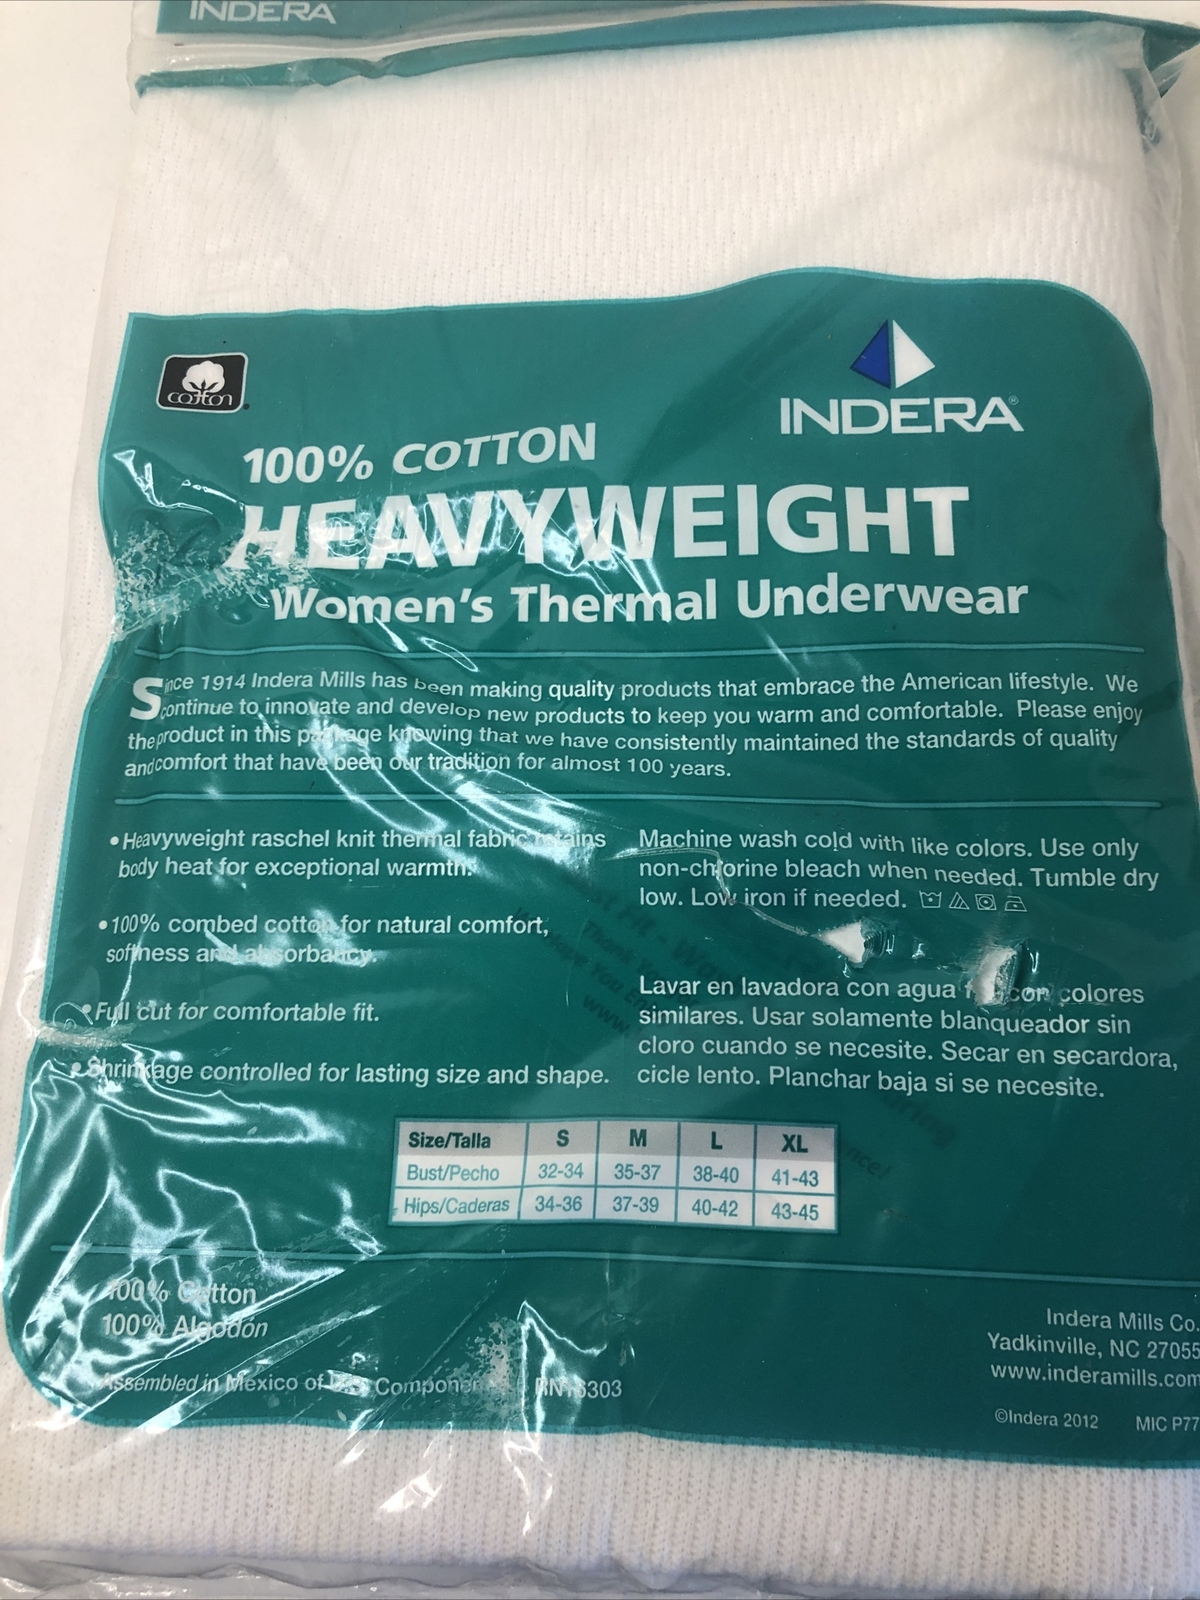 INDERA
cotton
INDERA®
100% COTTON
HEAVYWEIGHT
Women's Thermal Underwear
Since 1914 Indera Mills has been making quality products that embrace the American lifestyle. We
continue to innovate and develop new products to keep you warm and comfortable. Please enjoy
the product in this package knowing that we have consistently maintained the standards of quality
and comfort that have been our tradition for almost 100 years.
• Heavyweight raschel knit thermal fabric retains
body heat for exceptional warmth.
• 100% combed cotton for natural comfort,
softness and absorbancy.
• Full cut for comfortable fit.
• Shrinkage controlled for lasting size and shape.
Machine wash cold with like colors. Use only
non-chlorine bleach when needed. Tumble dry
low. Low iron if needed.
Lavar en lavadora con agua con colores
similares. Usar solamente blanqueador sin
cloro cuando se necesite. Secar en secardora,
cicle lento. Planchar baja si se necesite.
Size/Talla S M L XL
Bust/Pecho 32-34 35-37 38-40 41-43
Hips/Caderas 34-36 37-39 40-42 43-45
100% Cotton
100% Algodón
Assembled in Mexico of U.S. Components
Indera Mills Co.
Yadkinville, NC 27055
www.inderamills.com
©Indera 2012 MIC P77